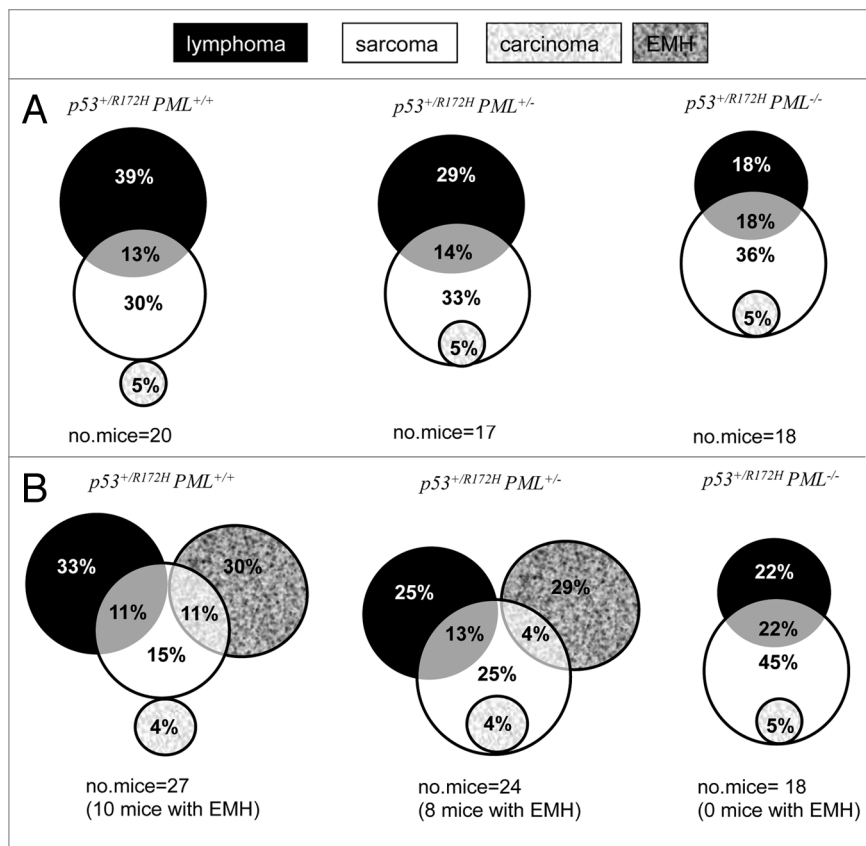 lymphoma sarcoma carcinoma EMH
A
p53+/R172H PML+/+ p53+/R172H PML+/- p53+/R172H PML-/-
39% 29% 18%
13% 14% 18%
30% 33% 36%
5% 5% 5%
no.mice=20 no.mice=17 no.mice=18
B
p53+/R172H PML+/+ p53+/R172H PML+/- p53+/R172H PML-/-
33% 30% 25% 29% 22%
11% 11% 13% 4% 22%
15% 25% 45%
4% 4% 5%
no.mice=27 no.mice=24 no.mice= 18
(10 mice with EMH) (8 mice with EMH) (0 mice with EMH)